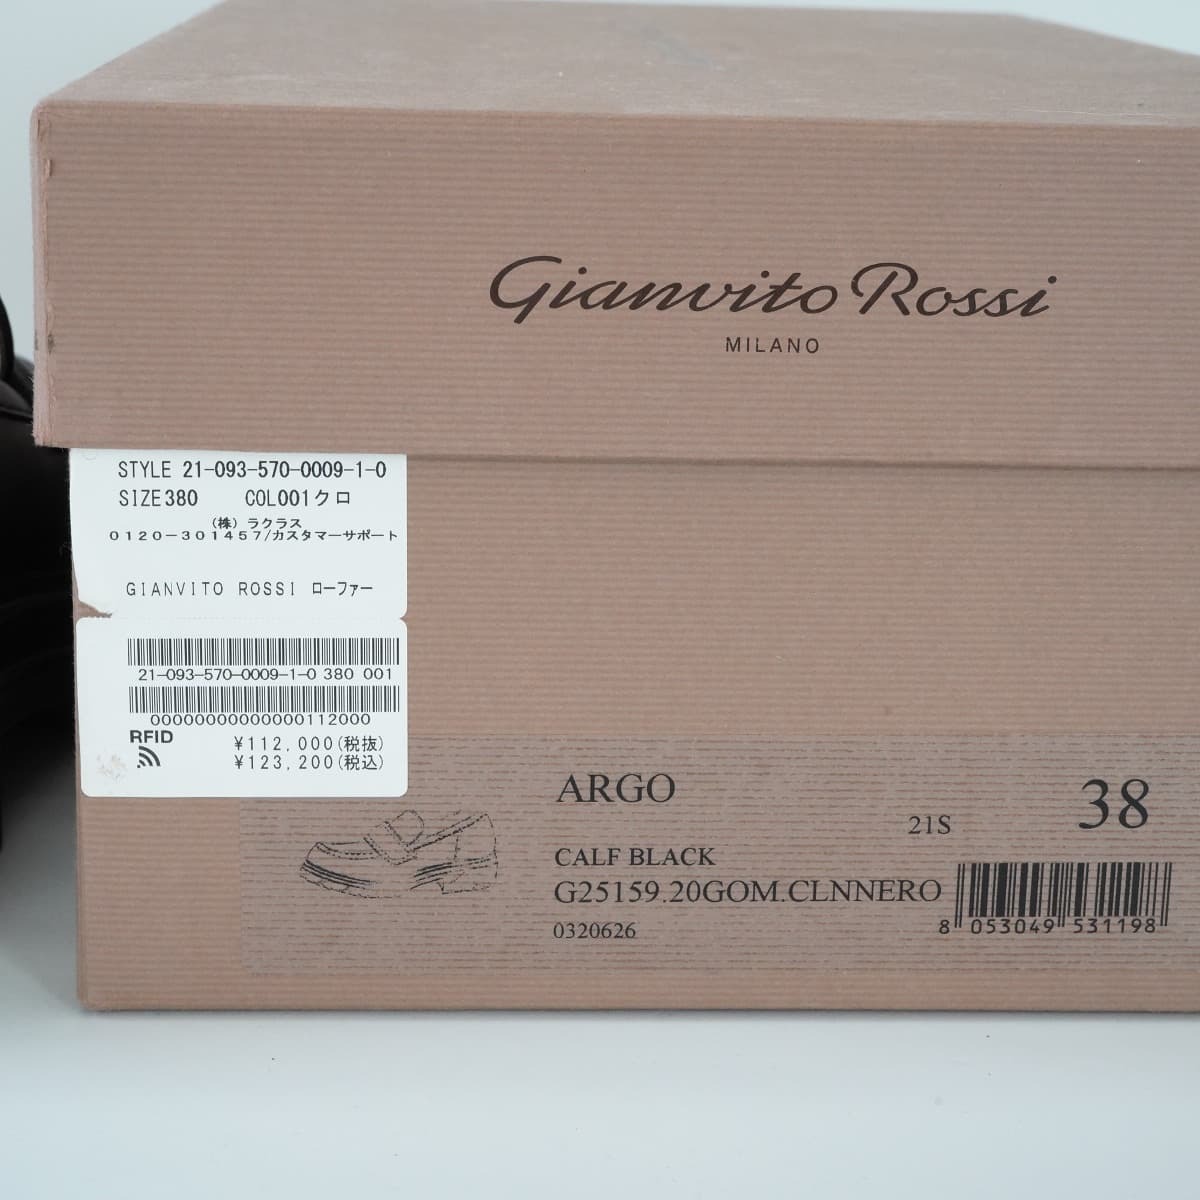 Gianvito Rossi
MILANO
STYLE 21-093-570-0009-1-0
SIZE380 COL001クロ
(株) ラクラス
0120-301457/カスタマーサポート
GIANVITO ROSSI ローファー
21-093-570-0009-1-0 380 001
00000000000000112000
RFID
¥112,000(税抜)
¥123,200(税込)
ARGO
21S
38
CALF BLACK
G25159.20GOM.CLNNERO
0320626
8 053049 531198